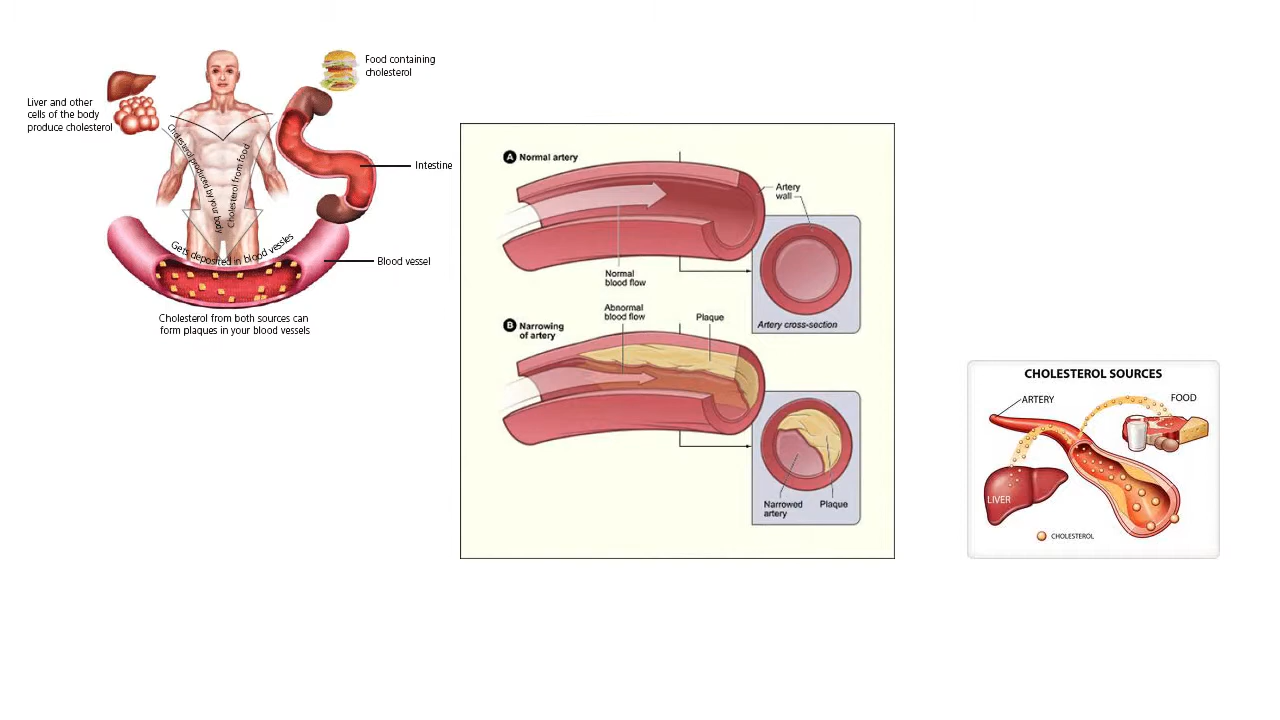 Food containing
cholesterol
Liver and other
cells of the body
produce cholesterol
Cholesterol produced by your body
Cholesterol from food
Intestine
Gets deposited in blood vessles
Blood vessel
Cholesterol from both sources can
form plaques in your blood vessels
A Normal artery
Artery
wall
Normal
blood flow
Artery cross-section
Abnormal
blood flow
Plaque
B Narrowing
of artery
Narrowed
artery
Plaque
CHOLESTEROL SOURCES
ARTERY
FOOD
LIVER
CHOLESTEROL